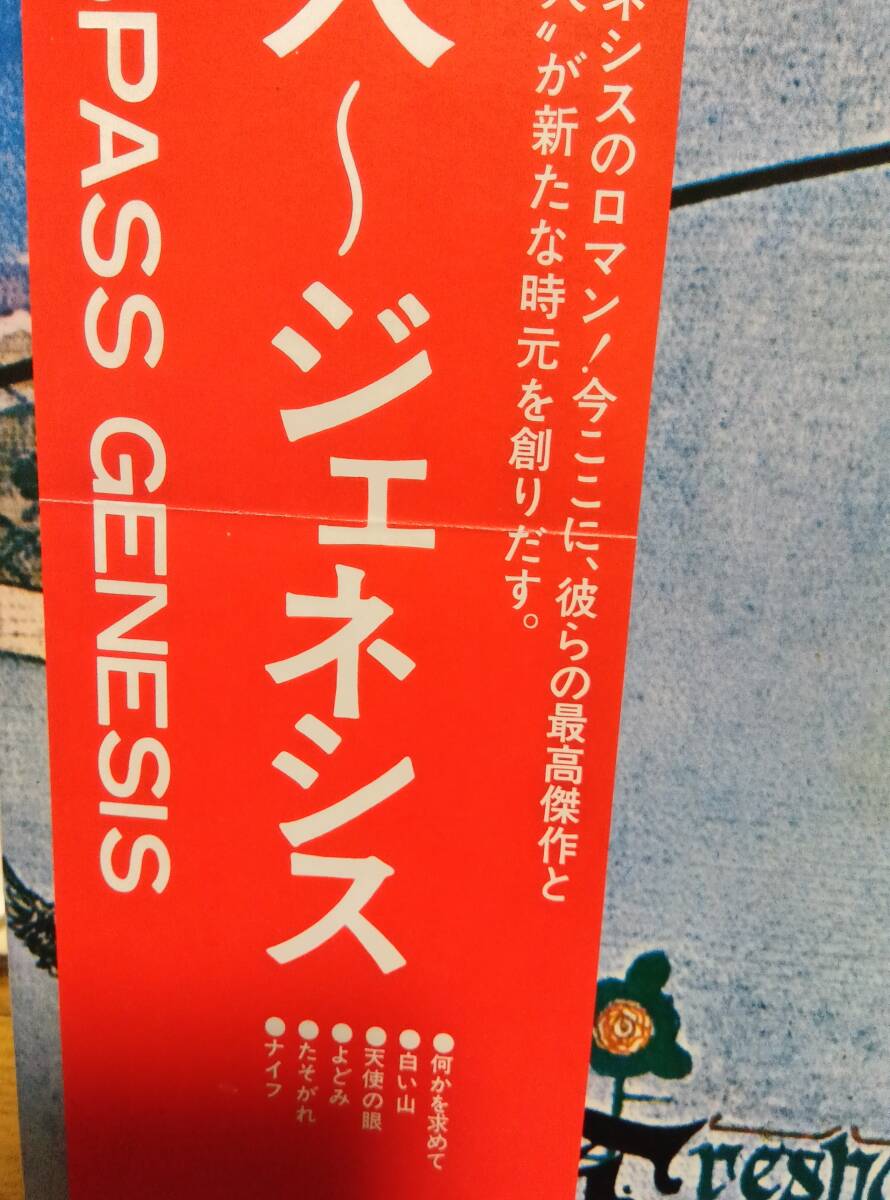 ネシスのロマン！今ここに、彼らの最高傑作と
〃が新たな時元を創りだす。
人〜ジェネシス
PASS GENESIS
●何かを求めて
●白い山
●天使の眼
●よどみ
●たそがれ
●ナイフ
Tresp